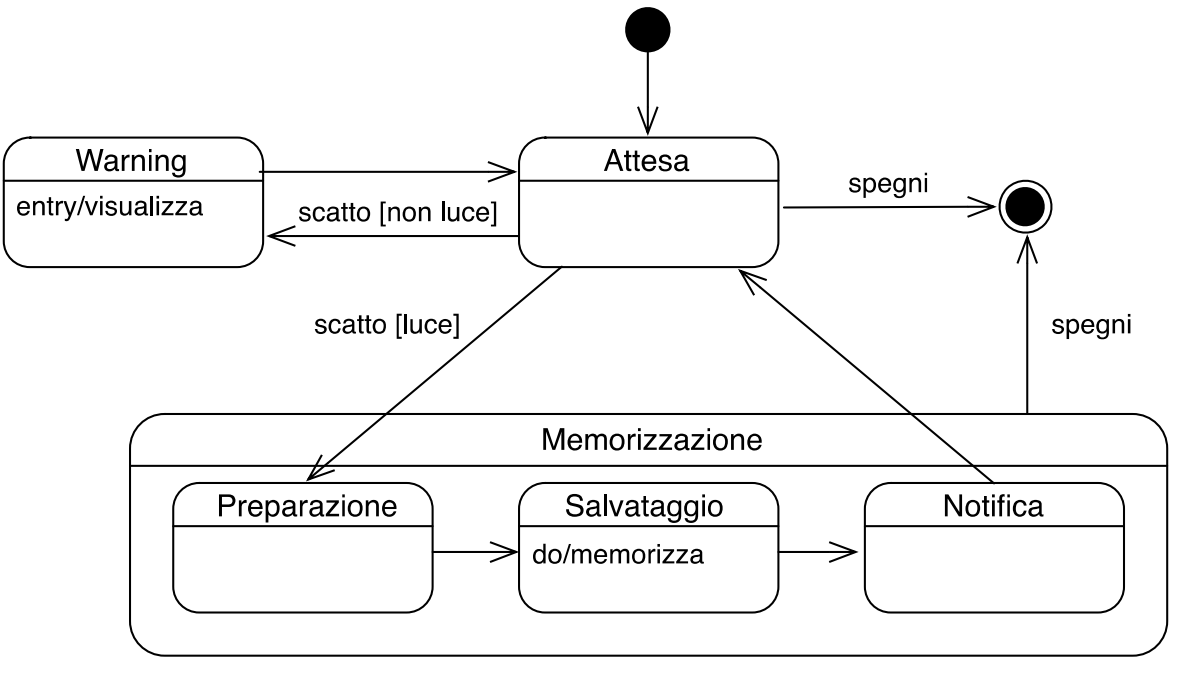 Warning
entry/visualizza
Attesa
spegni
scatto [non luce]
scatto [luce]
spegni
Memorizzazione
Preparazione
Salvataggio
do/memorizza
Notifica